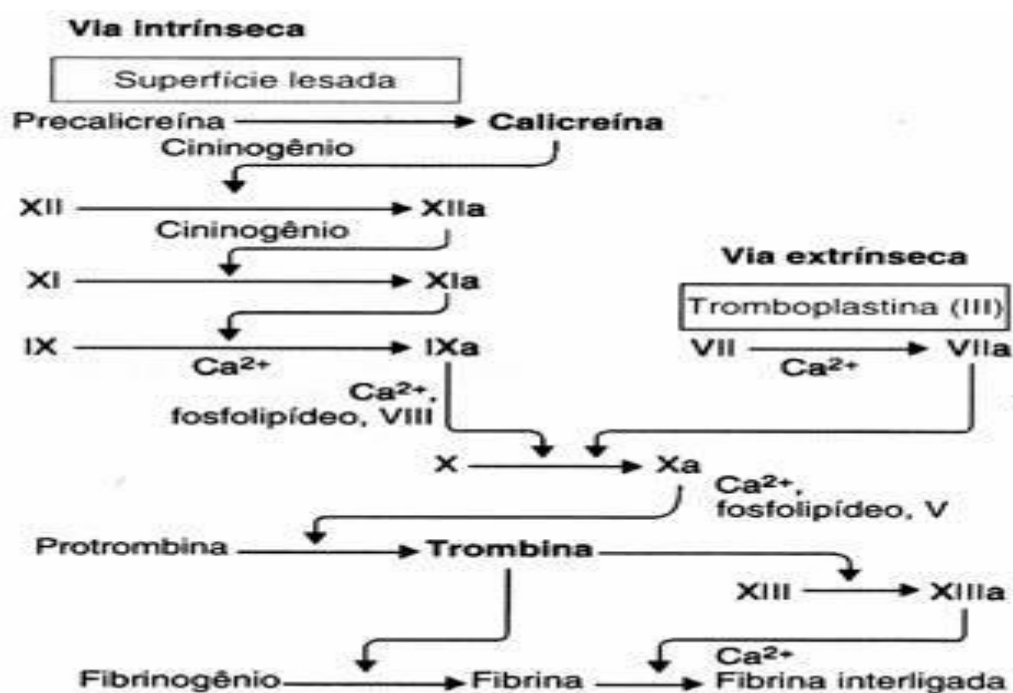 Via intrínseca
Superfície lesada
Precalicreína Calicreína
Cininogênio
XII XIIa
Cininogênio
Via extrínseca
XI XIa
Tromboplastina (III)
IX IXa VII VIIa
Ca2+ Ca2+
Ca2+,
fosfolipídeo, VIII
X Xa
Ca2+,
fosfolipídeo, V
Protrombina Trombina
XIII XIIIa
Ca2+
Fibrinogênio Fibrina Fibrina interligada